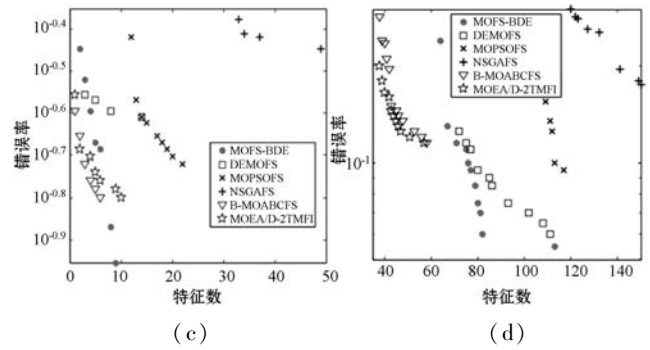 10^-0.4
10^-0.5
10^-0.6
10^-0.7
10^-0.8
10^-0.9
错误率
0 10 20 30 40 50
特征数
MOFS-BDE
DEMOFS
MOPSOFS
NSGAFS
B-MOABCFS
MOEA/D-2TMFI
(c)
10^-1
错误率
40 60 80 100 120 140
特征数
MOFS-BDE
DEMOFS
MOPSOFS
NSGAFS
B-MOABCFS
MOEA/D-2TMFI
(d)